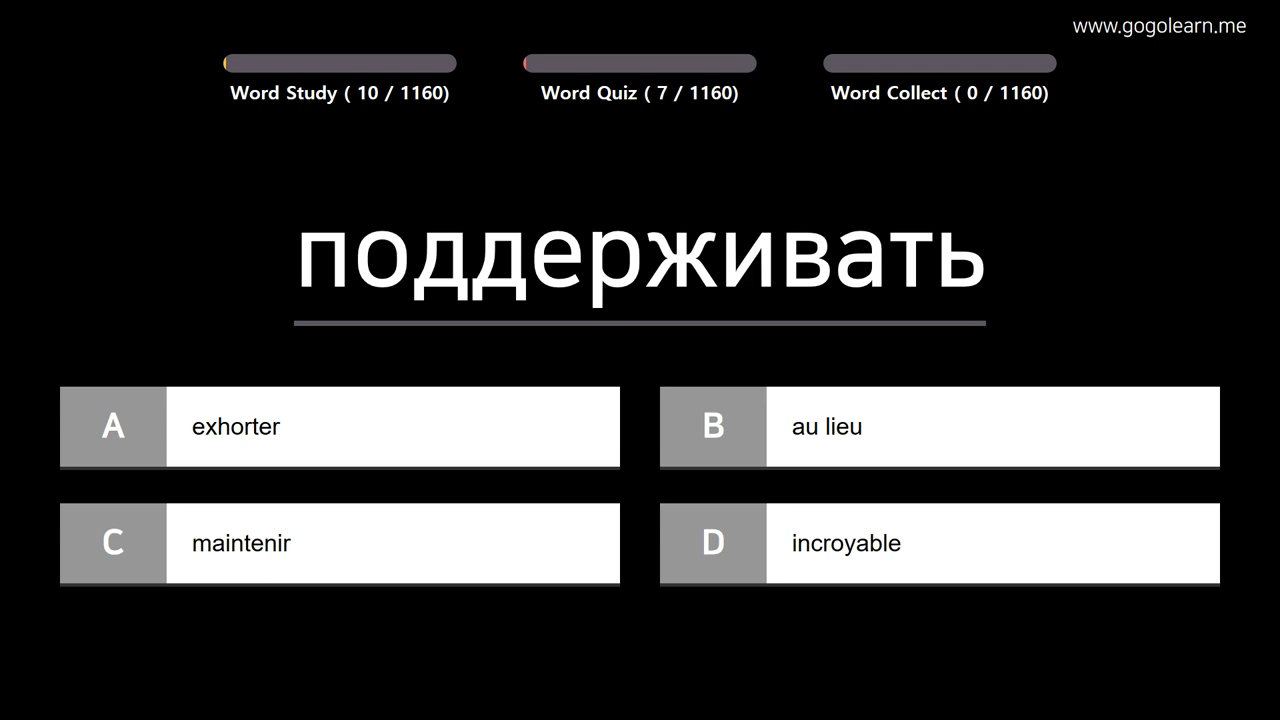 www.gogolearn.me
Word Study ( 10 / 1160)
Word Quiz ( 7 / 1160)
Word Collect ( 0 / 1160)
поддерживать
A exhorter
B au lieu
C maintenir
D incroyable